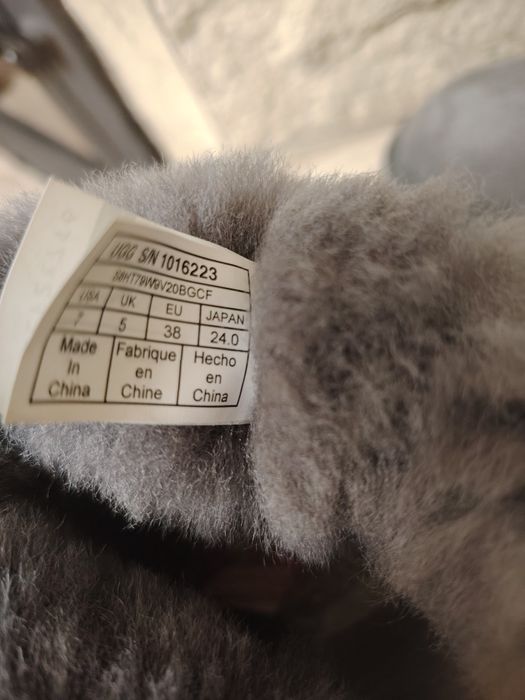 UGG S/N 1016223
58HT79W9V20BGCF
USA UK EU JAPAN
7 5 38 24.0
Made Fabrique Hecho
In en en
China Chine China